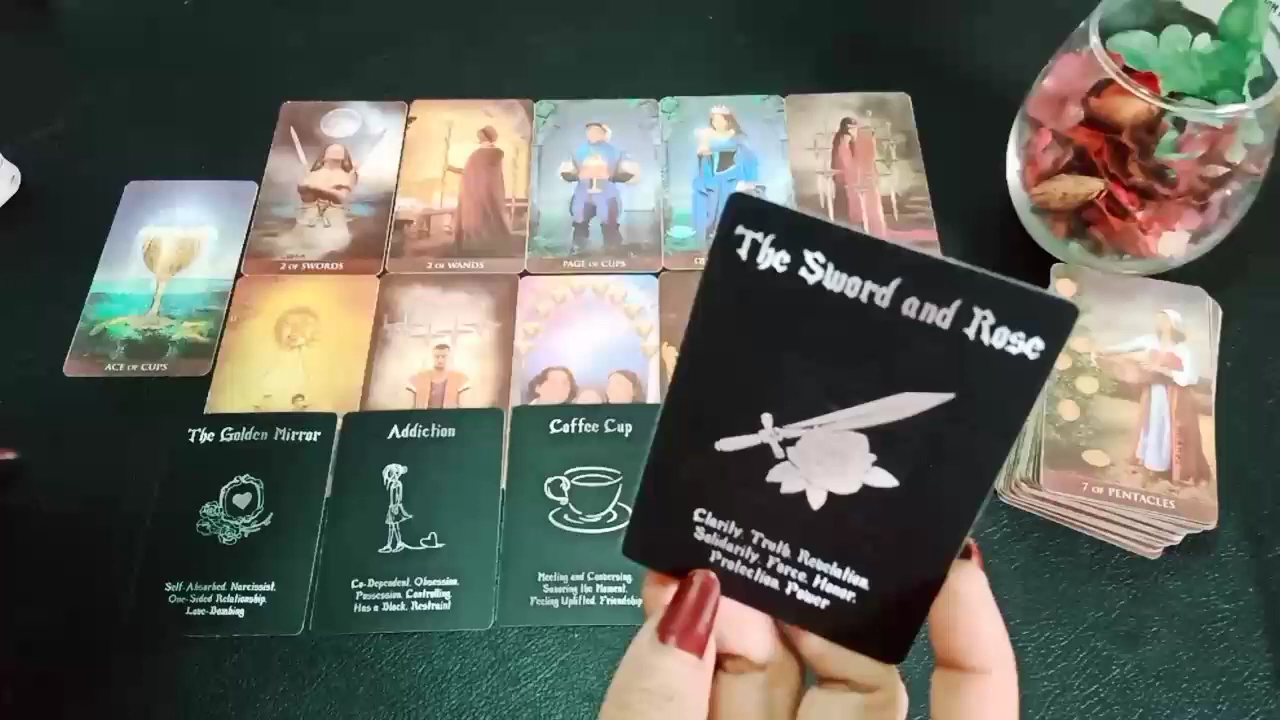 2 OF SWORDS
2 OF WANDS
PAGE OF CUPS
ACE OF CUPS
The Sword and Rose
Clarity, Truth, Revelation,
Solidarity, Force, Honor,
Protection, Power
The Golden Mirror
Self-Absorbed, Narcissist,
One-Sided Relationship,
Love-Bombing
Addiction
Co-Dependent, Obsession,
Possession, Controlling,
Has a Block, Restraint
Coffee Cup
Meeting and Conversing,
Savoring the Moment,
Feeling Uplifted, Friendship
7 OF PENTACLES